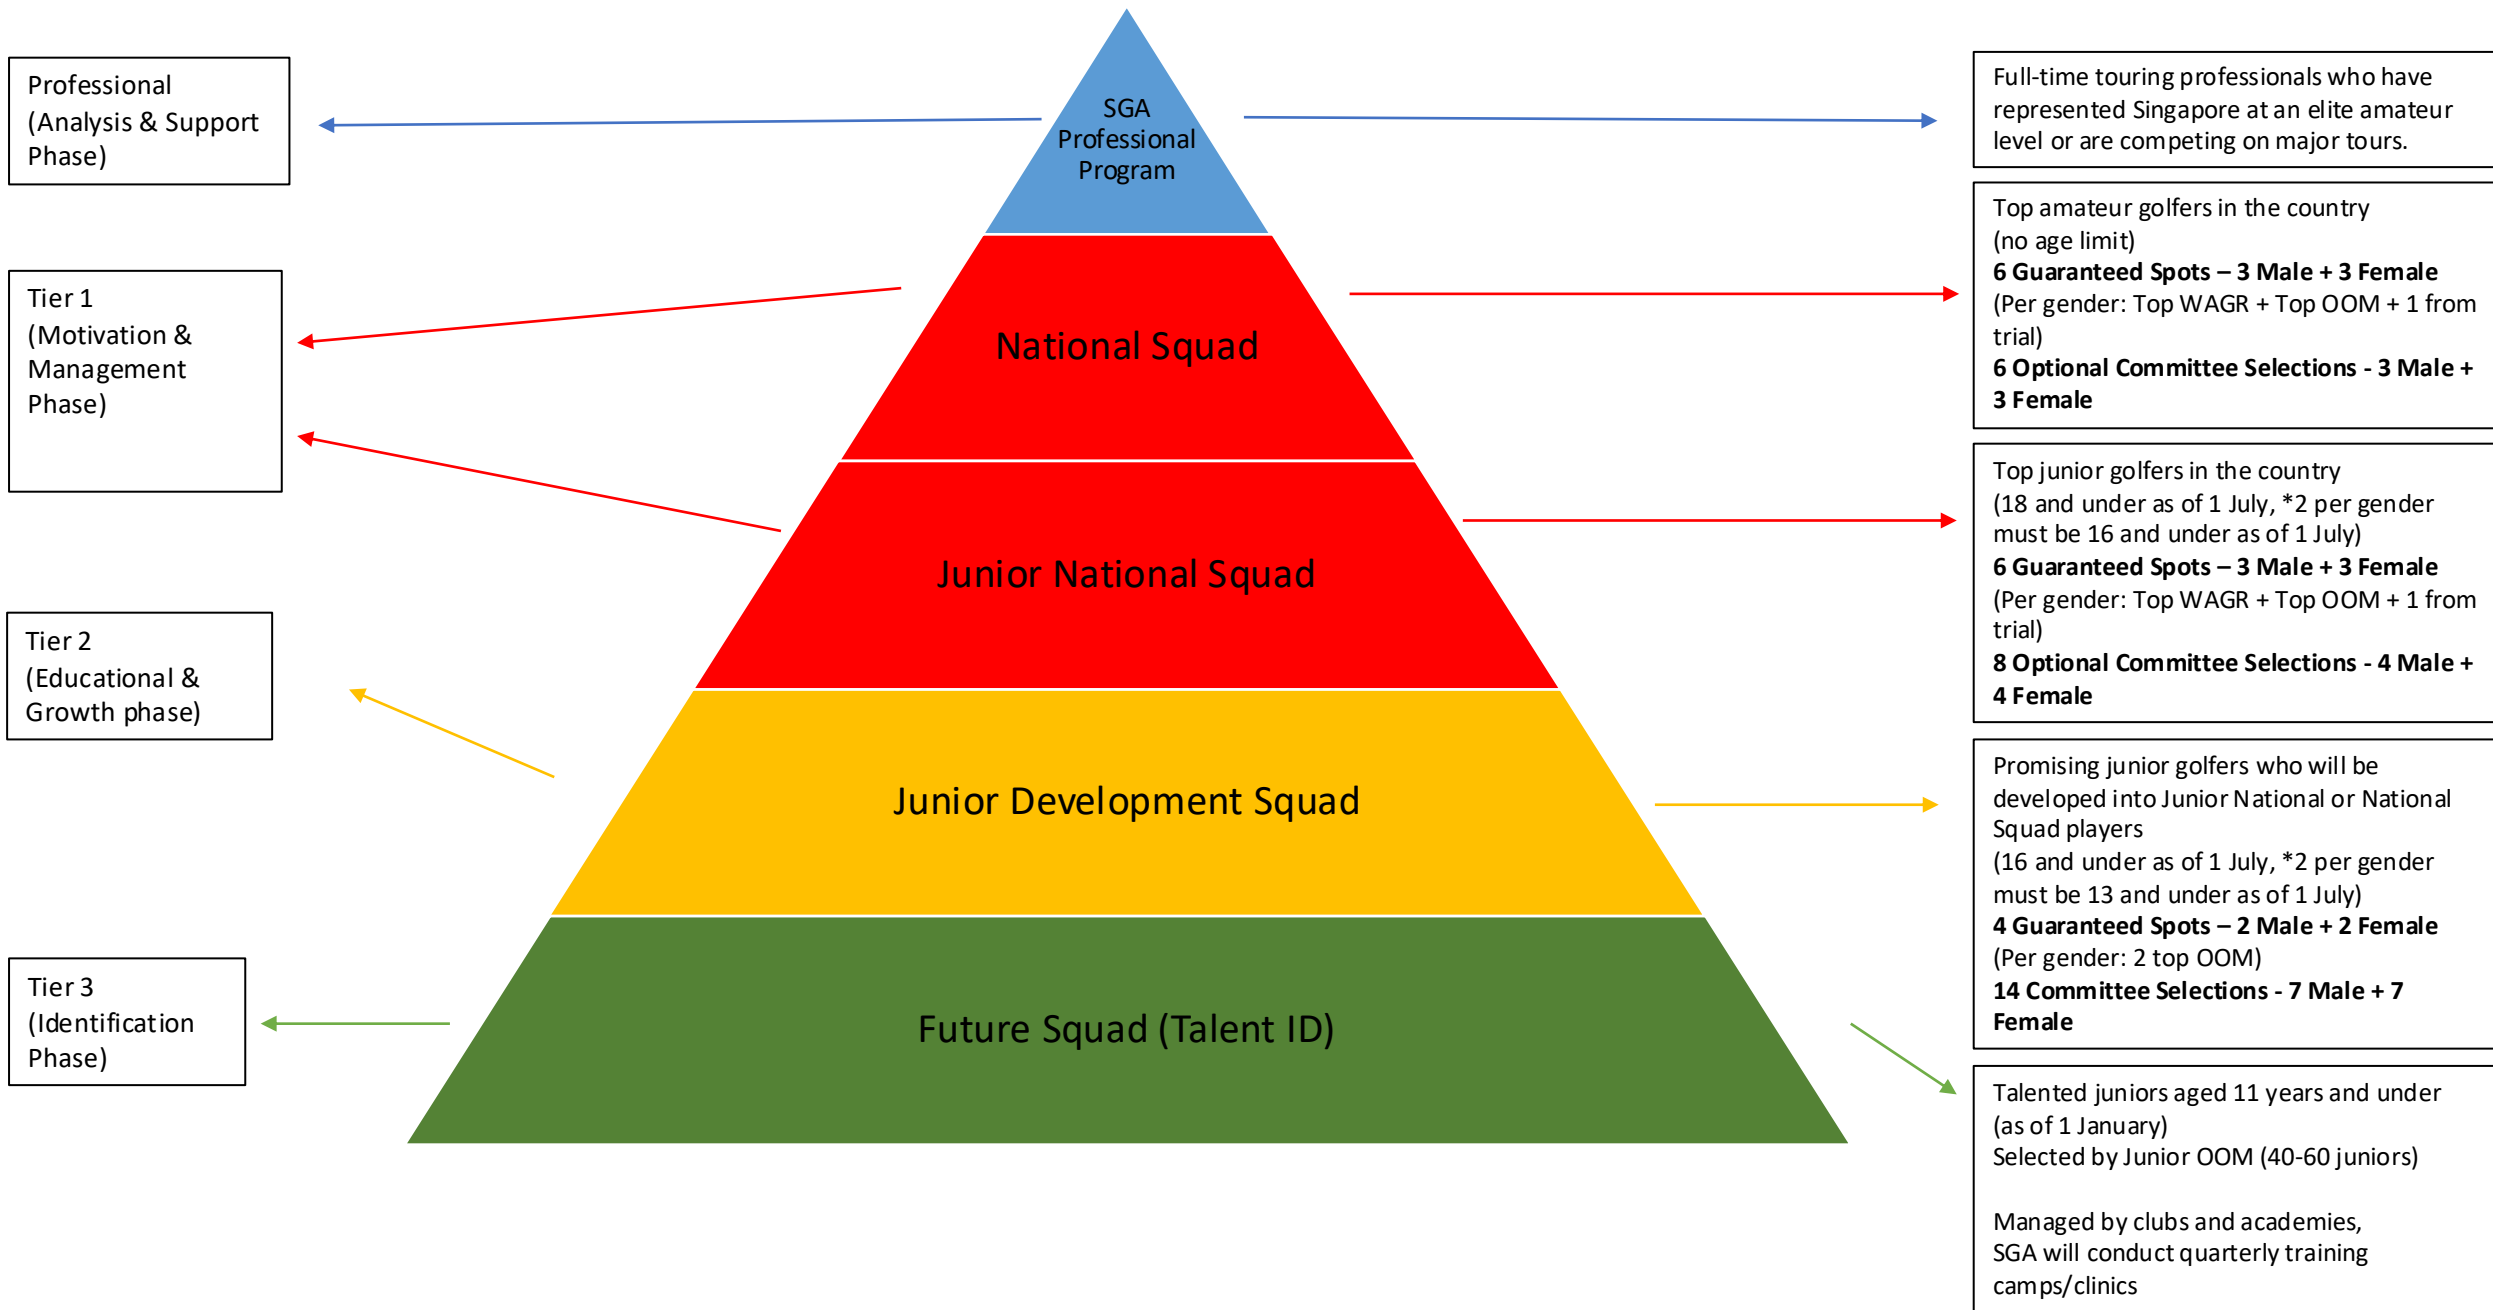 Professional
(Analysis & Support
Phase)
SGA
Professional
Program
Full-time touring professionals who have
represented Singapore at an elite amateur
level or are competing on major tours.
Tier 1
(Motivation &
Management
Phase)
National Squad
Top amateur golfers in the country
(no age limit)
6 Guaranteed Spots – 3 Male + 3 Female
(Per gender: Top WAGR + Top OOM + 1 from
trial)
6 Optional Committee Selections - 3 Male +
3 Female
Junior National Squad
Top junior golfers in the country
(18 and under as of 1 July, *2 per gender
must be 16 and under as of 1 July)
6 Guaranteed Spots – 3 Male + 3 Female
(Per gender: Top WAGR + Top OOM + 1 from
trial)
8 Optional Committee Selections - 4 Male +
4 Female
Tier 2
(Educational &
Growth phase)
Junior Development Squad
Promising junior golfers who will be
developed into Junior National or National
Squad players
(16 and under as of 1 July, *2 per gender
must be 13 and under as of 1 July)
4 Guaranteed Spots – 2 Male + 2 Female
(Per gender: 2 top OOM)
14 Committee Selections - 7 Male + 7
Female
Tier 3
(Identification
Phase)
Future Squad (Talent ID)
Talented juniors aged 11 years and under
(as of 1 January)
Selected by Junior OOM (40-60 juniors)
Managed by clubs and academies,
SGA will conduct quarterly training
camps/clinics